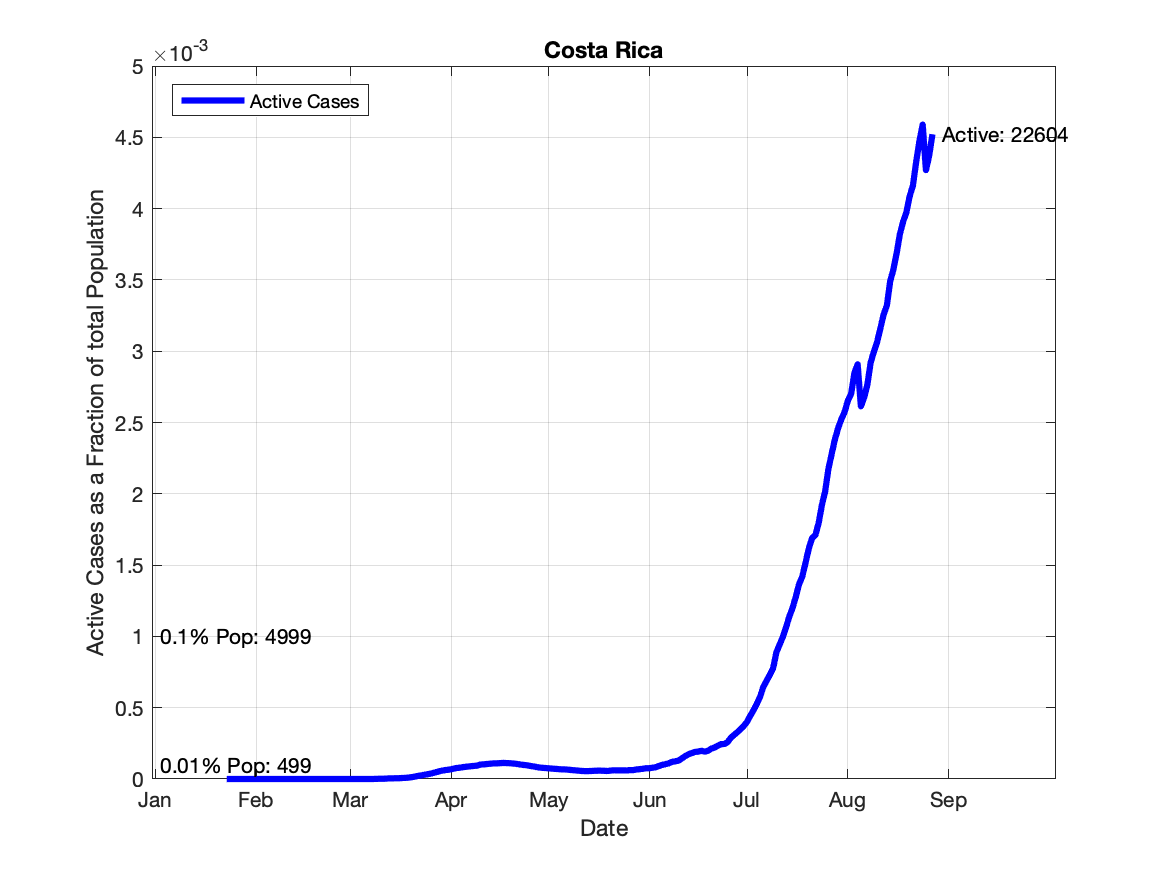 Costa Rica
×10-3
Active Cases
Active: 22604
5
4.5
4
3.5
3
2.5
2
1.5
1
0.5
0
0.1% Pop: 4999
0.01% Pop: 499
Active Cases as a Fraction of total Population
Jan Feb Mar Apr May Jun Jul Aug Sep
Date